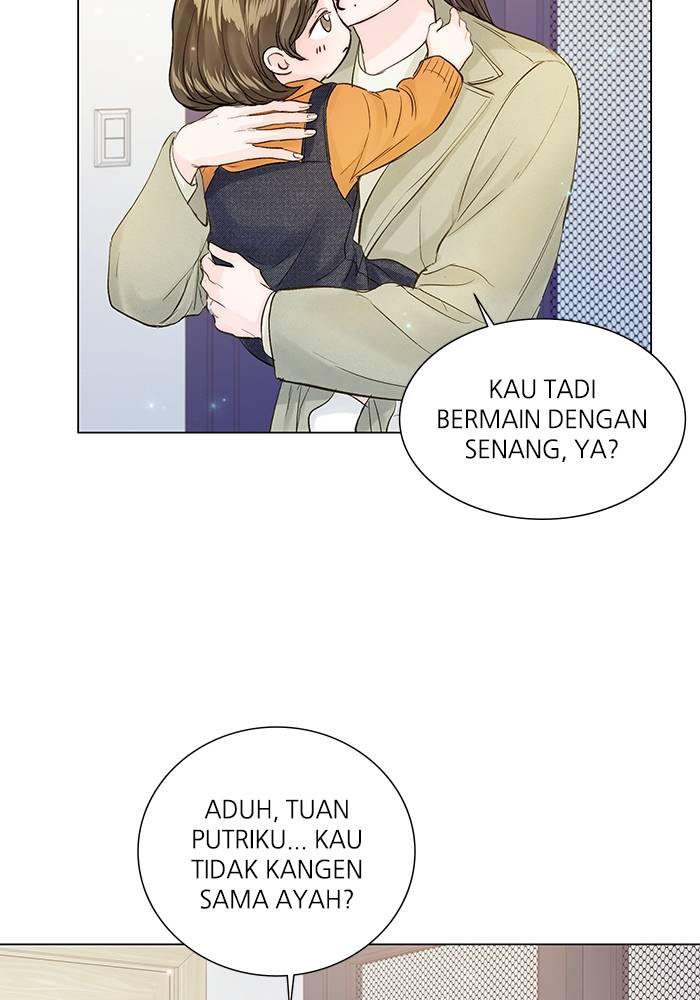 KAU TADI
BERMAIN DENGAN
SENANG, YA?
ADUH, TUAN
PUTRIKU... KAU
TIDAK KANGEN
SAMA AYAH?